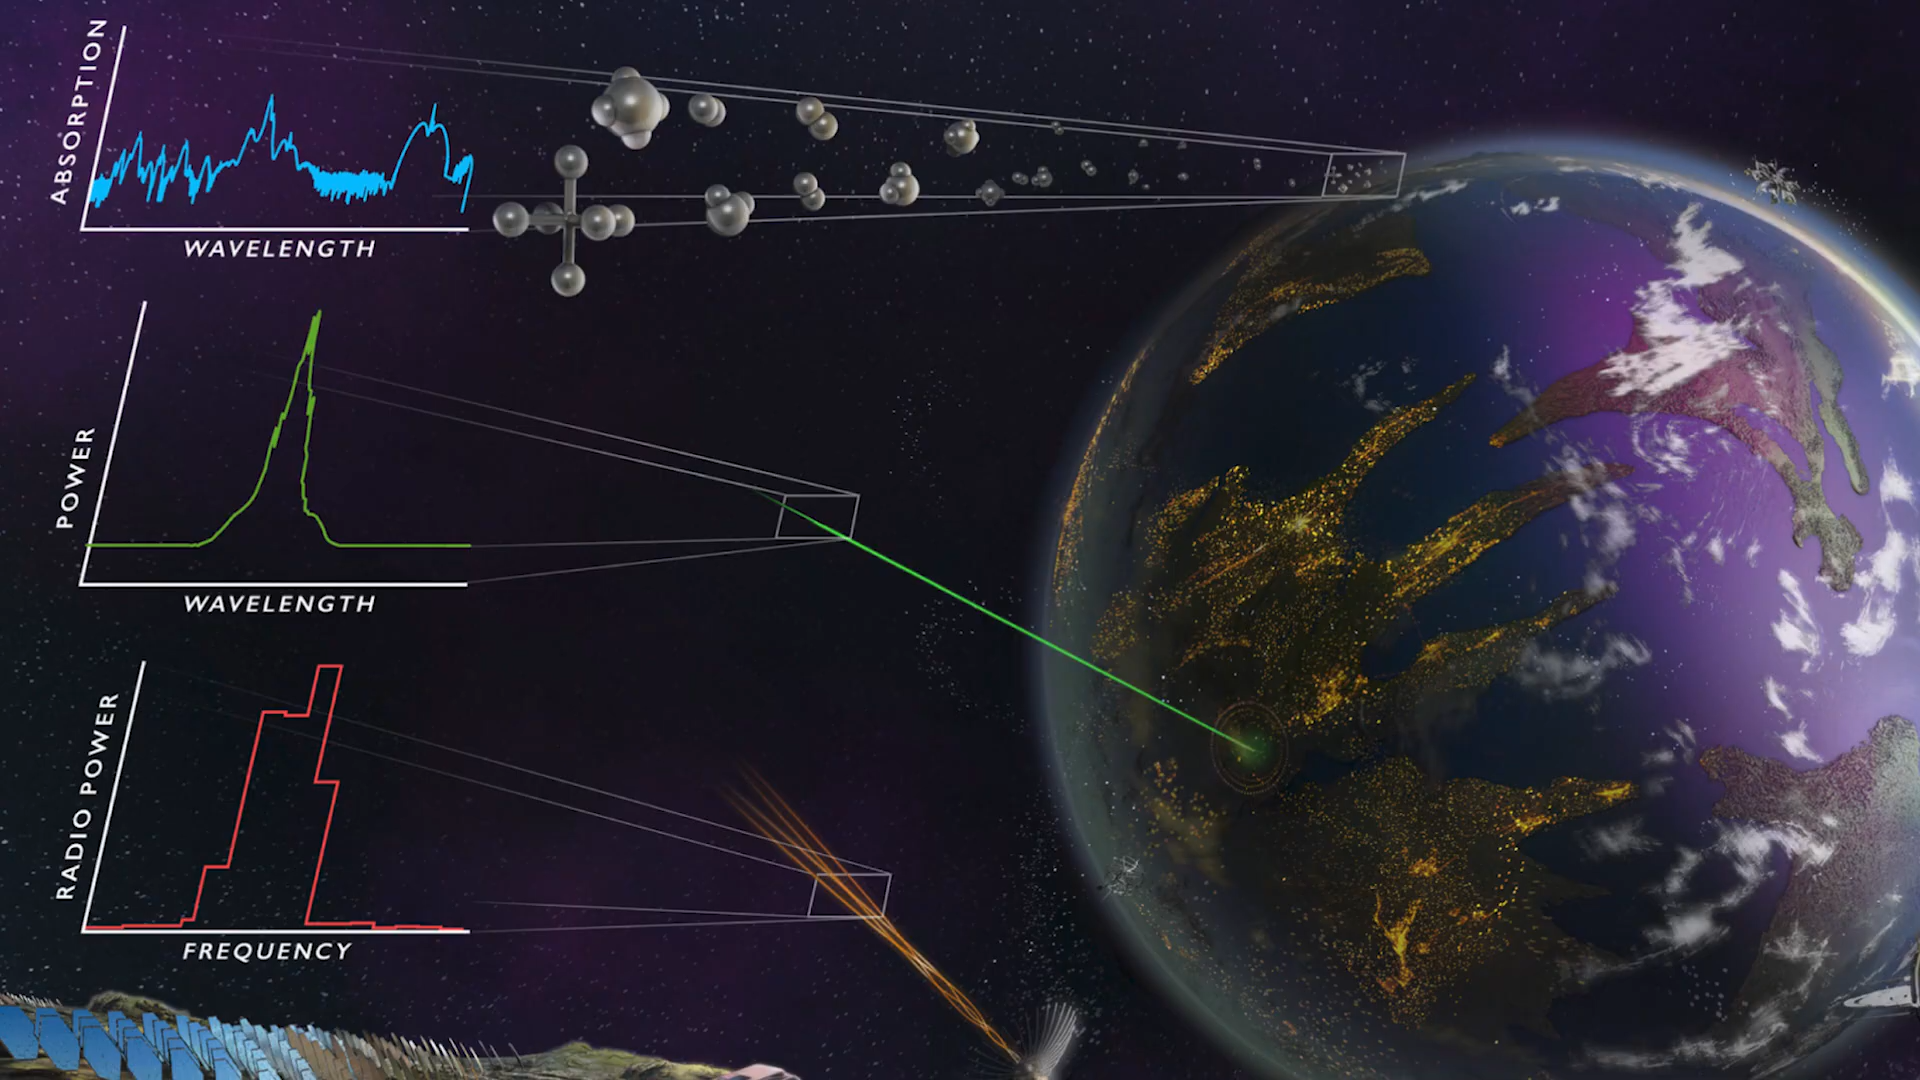 ABSORPTION
WAVELENGTH
POWER
WAVELENGTH
RADIO POWER
FREQUENCY